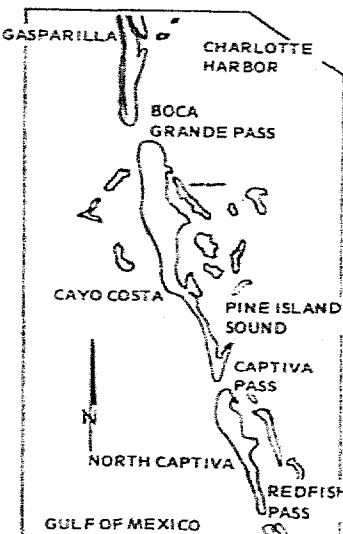 GASPARILLA
CHARLOTTE
HARBOR
BOCA
GRANDE PASS
CAYO COSTA
PINE ISLAND
SOUND
CAPTIVA
PASS
N
NORTH CAPTIVA
REDFISH
PASS
GULF OF MEXICO